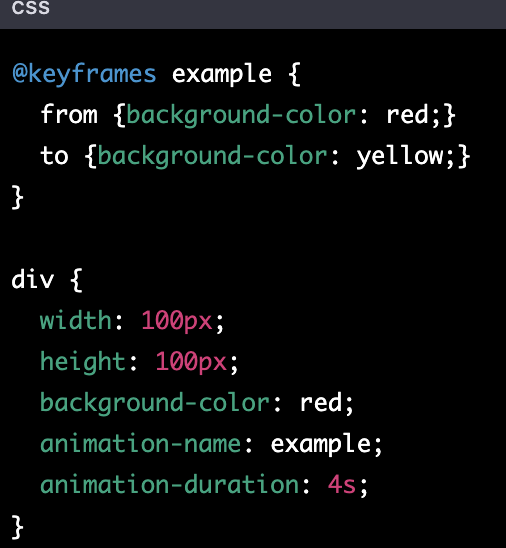 CSS
@keyframes example {
  from {background-color: red;}
  to {background-color: yellow;}
}
div {
  width: 100px;
  height: 100px;
  background-color: red;
  animation-name: example;
  animation-duration: 4s;
}